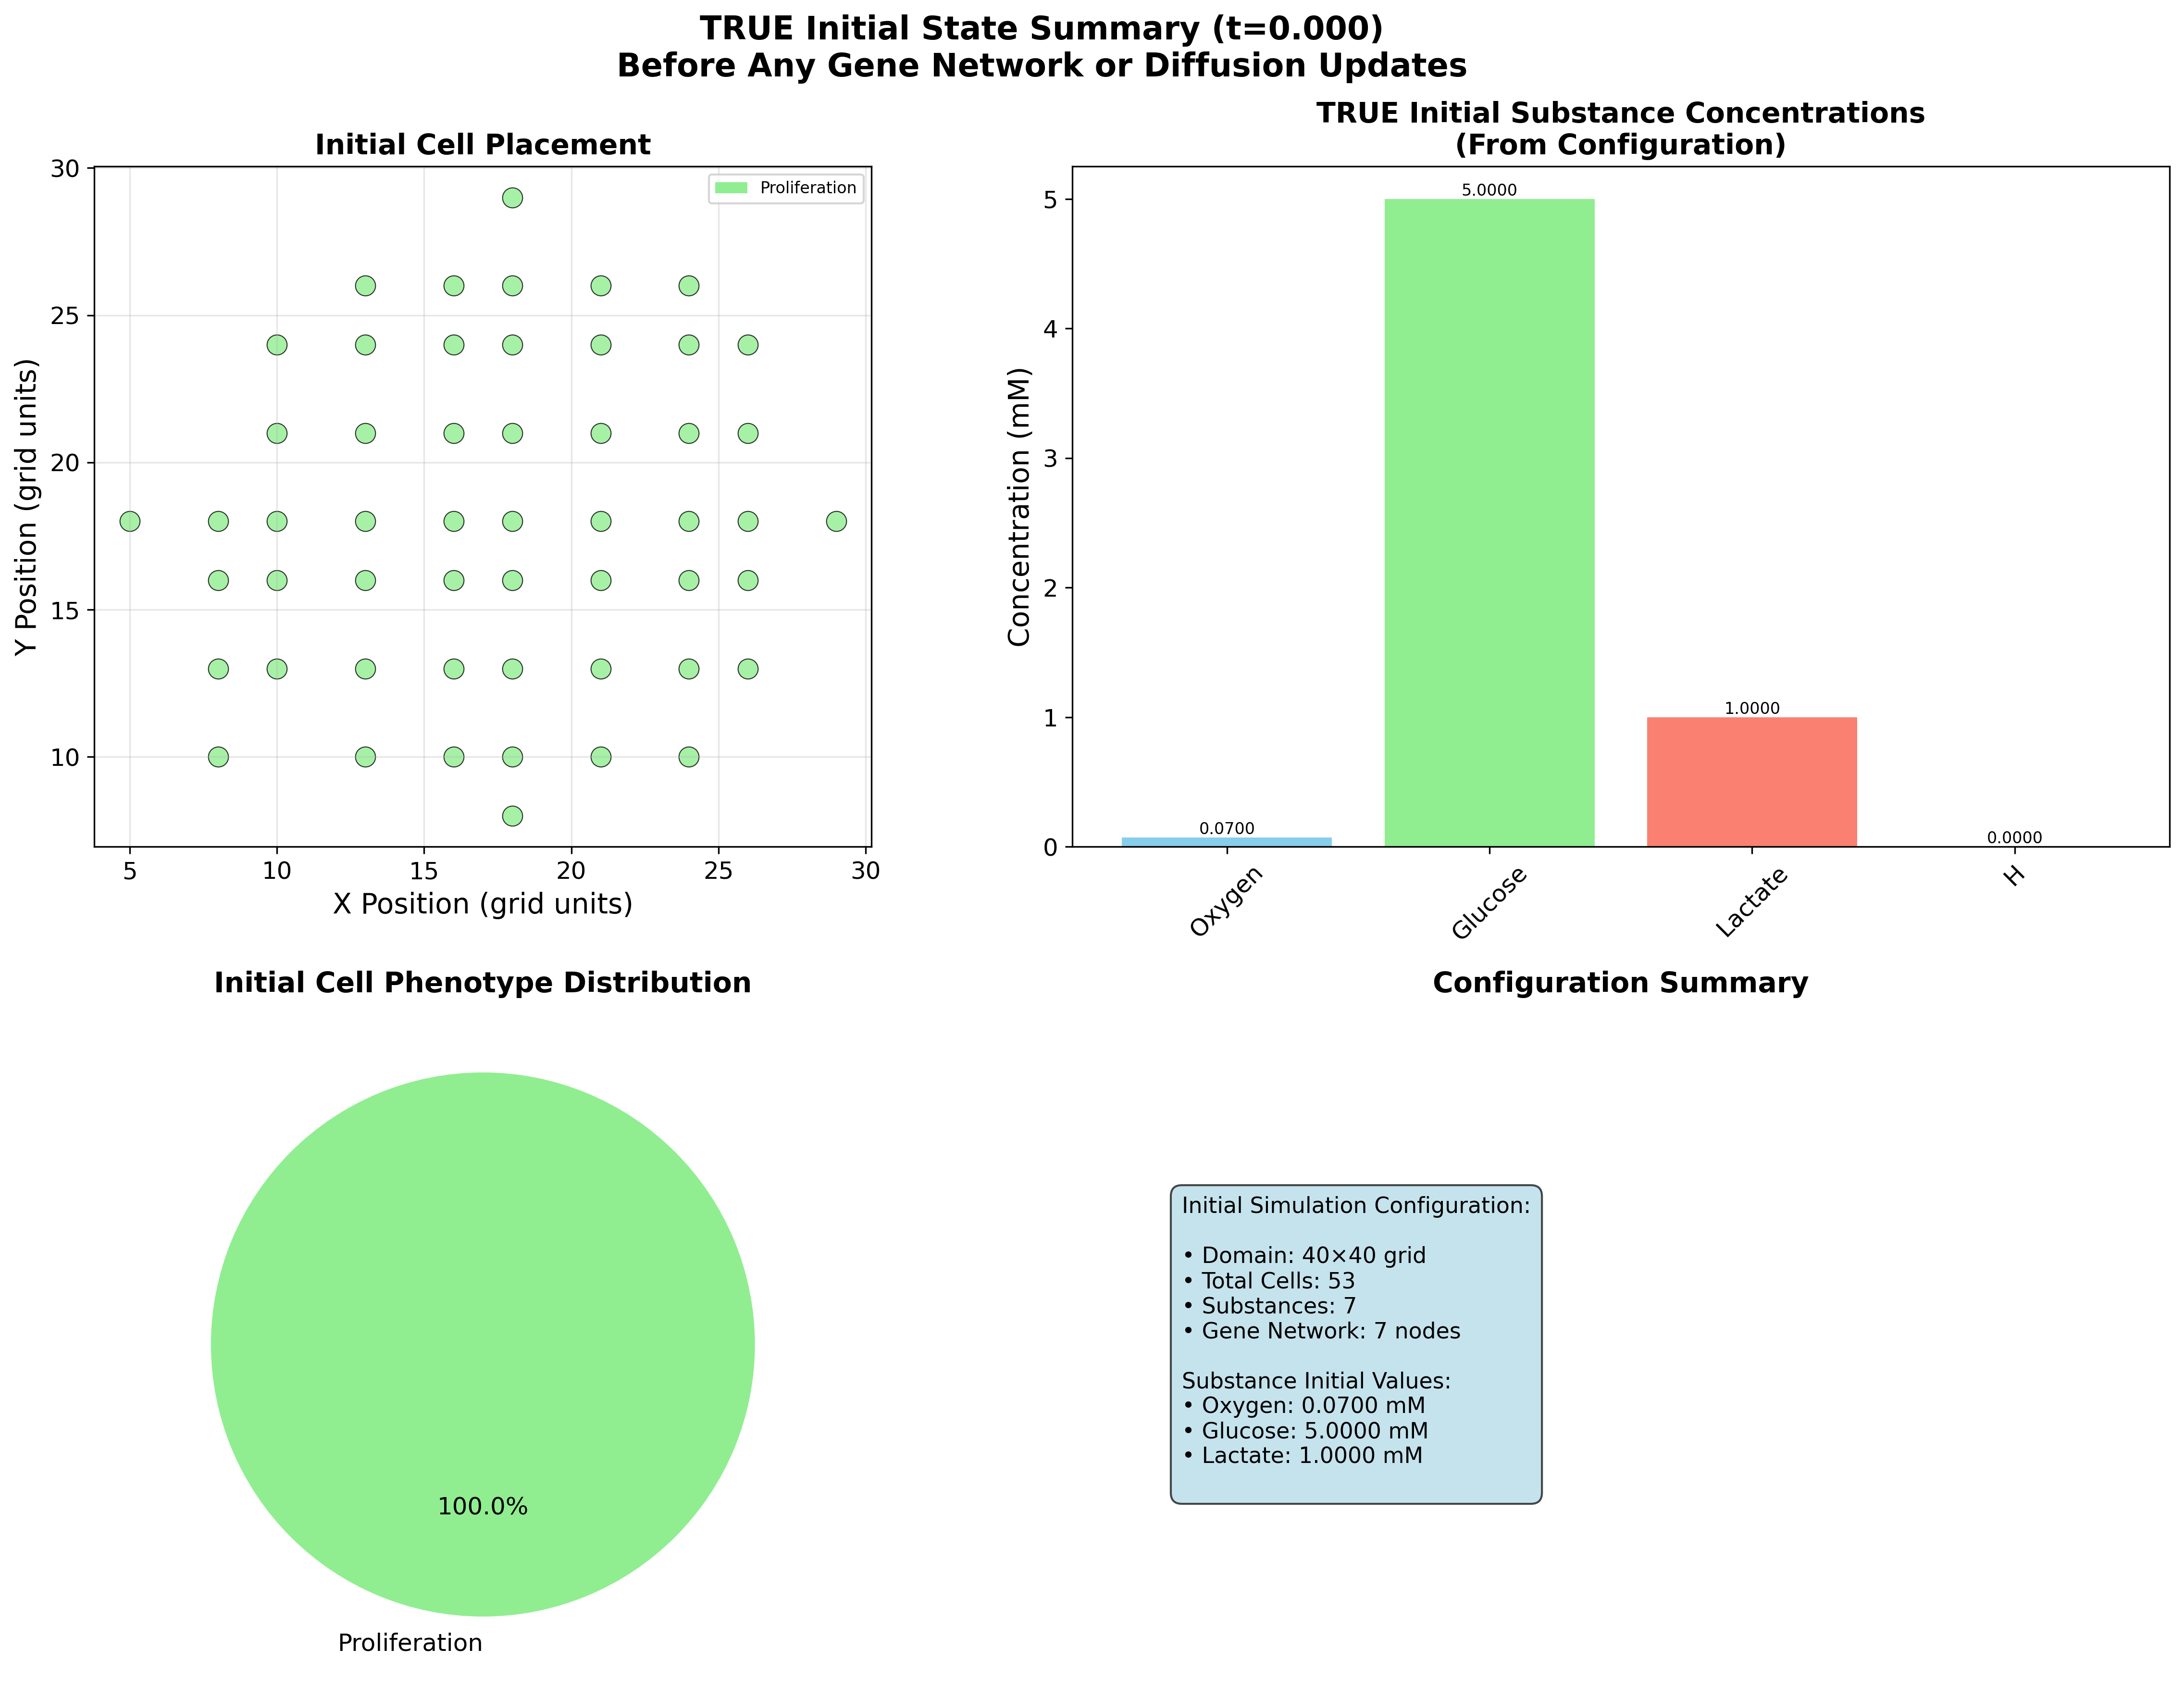 TRUE Initial State Summary (t=0.000)
Before Any Gene Network or Diffusion Updates
Initial Cell Placement
30
25
20
15
10
Y Position (grid units)
5
10
15
20
25
30
X Position (grid units)
Proliferation
TRUE Initial Substance Concentrations
(From Configuration)
5
4
3
2
1
0
Concentration (mM)
0.0700
5.0000
1.0000
0.0000
Oxygen
Glucose
Lactate
H
Initial Cell Phenotype Distribution
100.0%
Proliferation
Configuration Summary
Initial Simulation Configuration:
• Domain: 40×40 grid
• Total Cells: 53
• Substances: 7
• Gene Network: 7 nodes
Substance Initial Values:
• Oxygen: 0.0700 mM
• Glucose: 5.0000 mM
• Lactate: 1.0000 mM